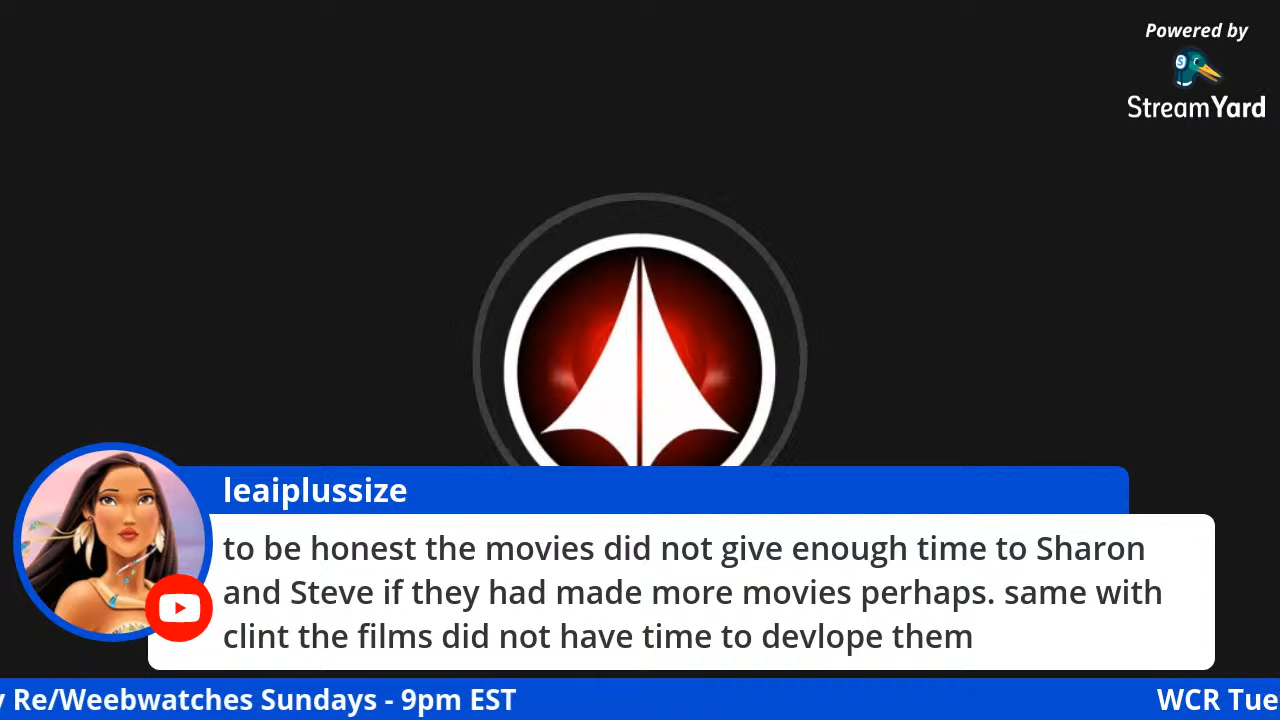 Powered by
StreamYard
leaiplussize
to be honest the movies did not give enough time to Sharon
and Steve if they had made more movies perhaps. same with
clint the films did not have time to devlope them
y Re/Weebwatches Sundays - 9pm EST
WCR Tue